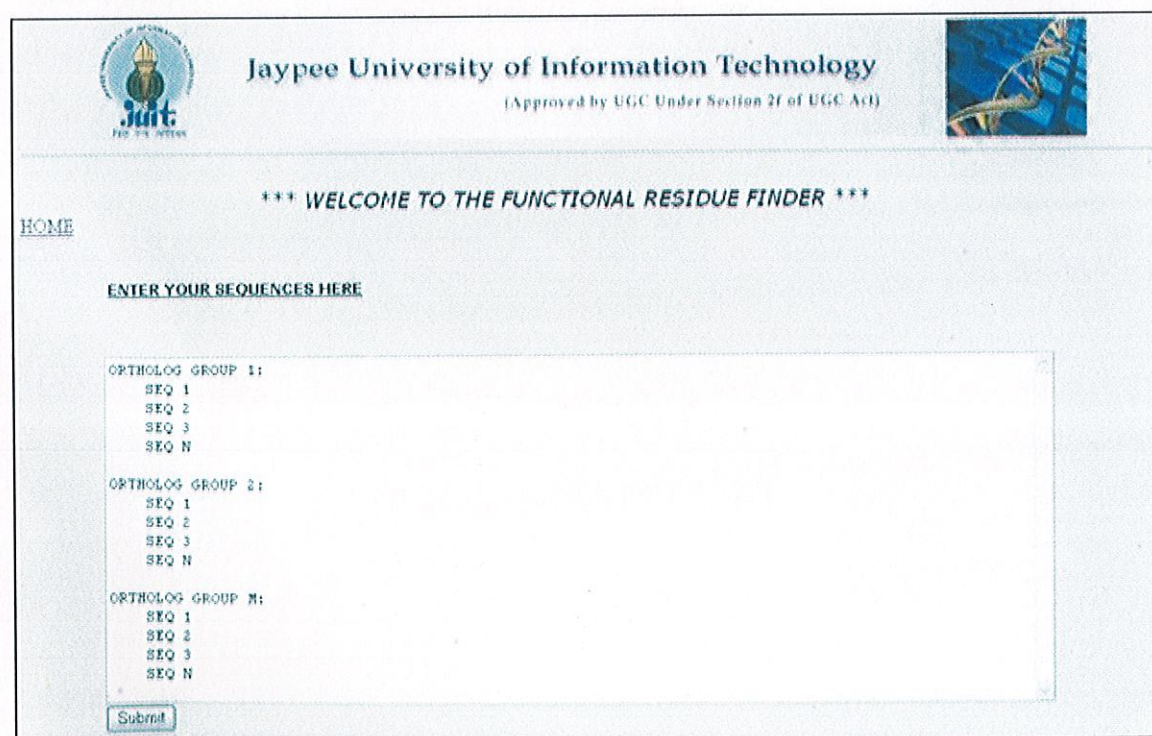 Jaypee University of Information Technology
(Approved by UGC Under Section 2f of UGC Act)
juit
*** WELCOME TO THE FUNCTIONAL RESIDUE FINDER ***
HOME
ENTER YOUR SEQUENCES HERE
ORTHOLOG GROUP 1:
SEQ 1
SEQ 2
SEQ 3
SEQ N
ORTHOLOG GROUP 2:
SEQ 1
SEQ 2
SEQ 3
SEQ N
ORTHOLOG GROUP M:
SEQ 1
SEQ 2
SEQ 3
SEQ N
Submit